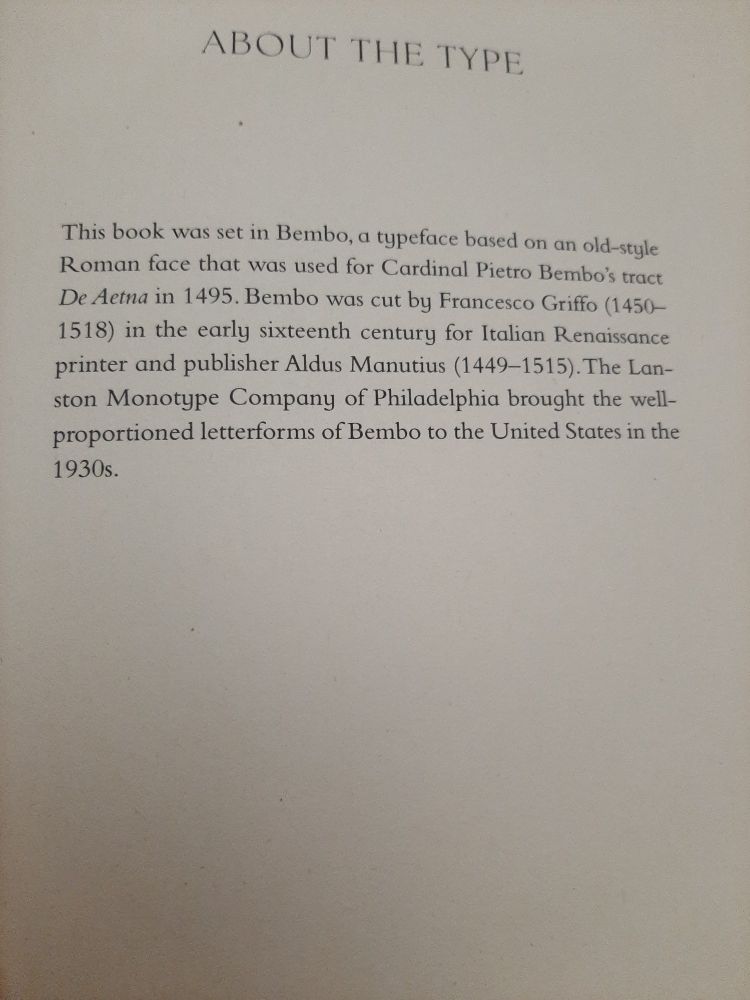 ABOUT THE TYPE
This book was set in Bembo, a typeface based on an old-style
Roman face that was used for Cardinal Pietro Bembo's tract
De Aetna in 1495. Bembo was cut by Francesco Griffo (1450–
1518) in the early sixteenth century for Italian Renaissance
printer and publisher Aldus Manutius (1449–1515). The Lan-
ston Monotype Company of Philadelphia brought the well-
proportioned letterforms of Bembo to the United States in the
1930s.